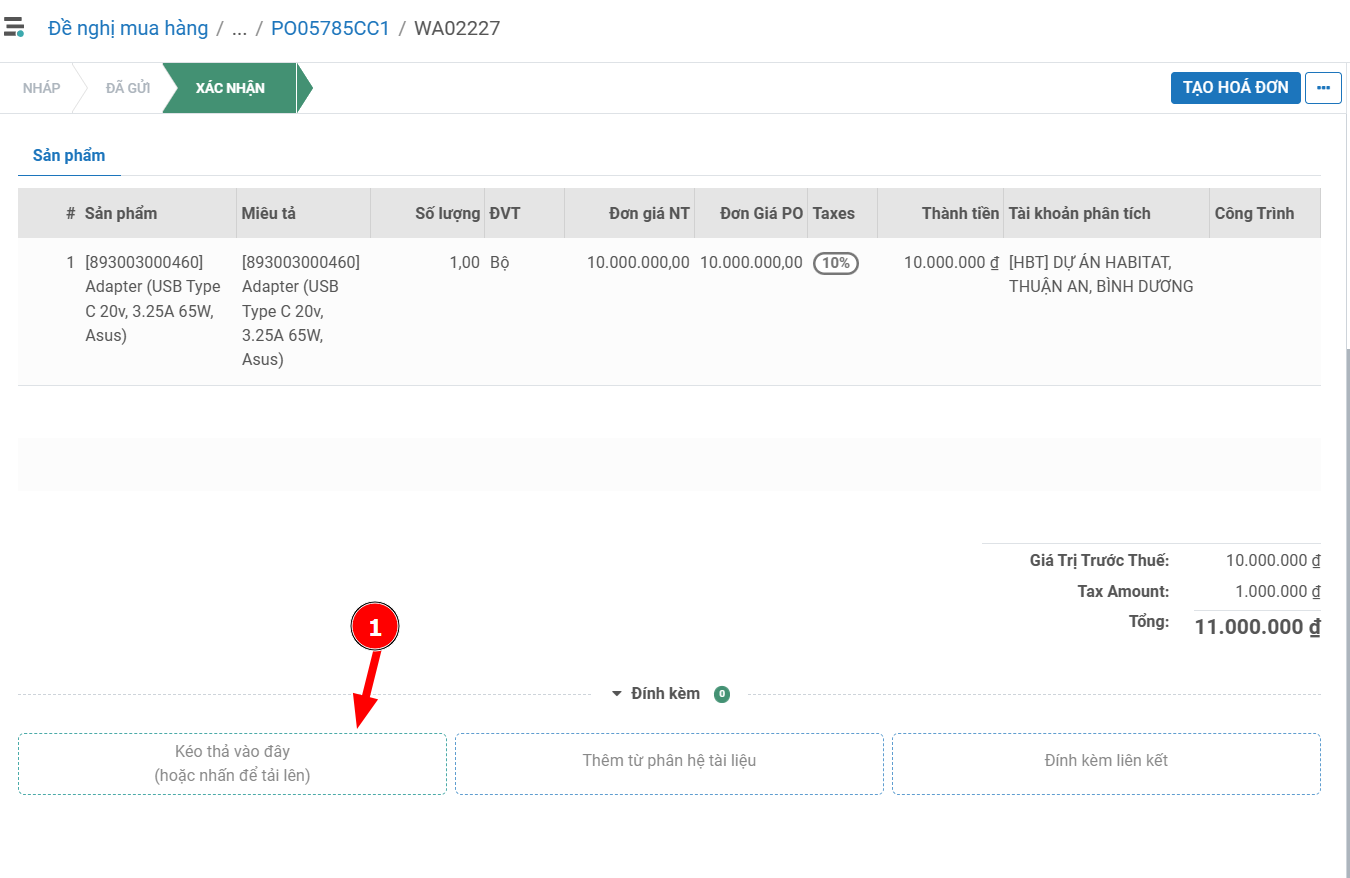 Đề nghị mua hàng / ... / PO05785CC1 / WA02227
NHÁP ĐÃ GỬI XÁC NHẬN TẠO HOÁ ĐƠN ...
Sản phẩm
# Sản phẩm Miêu tả Số lượng ĐVT Đơn giá NT Đơn Giá PO Taxes Thành tiền Tài khoản phân tích Công Trình
1 [893003000460] [893003000460] 1,00 Bộ 10.000.000,00 10.000.000,00 10% 10.000.000 ₫ [HBT] DỰ ÁN HABITAT,
Adapter (USB Type Adapter (USB THUẬN AN, BÌNH DƯƠNG
C 20v, 3.25A 65W, Type C 20v,
Asus) 3.25A 65W,
Asus)
Giá Trị Trước Thuế: 10.000.000 ₫
Tax Amount: 1.000.000 ₫
Tổng: 11.000.000 ₫
1
Đính kèm 0
Kéo thả vào đây
(hoặc nhấn để tải lên)
Thêm từ phân hệ tài liệu
Đính kèm liên kết